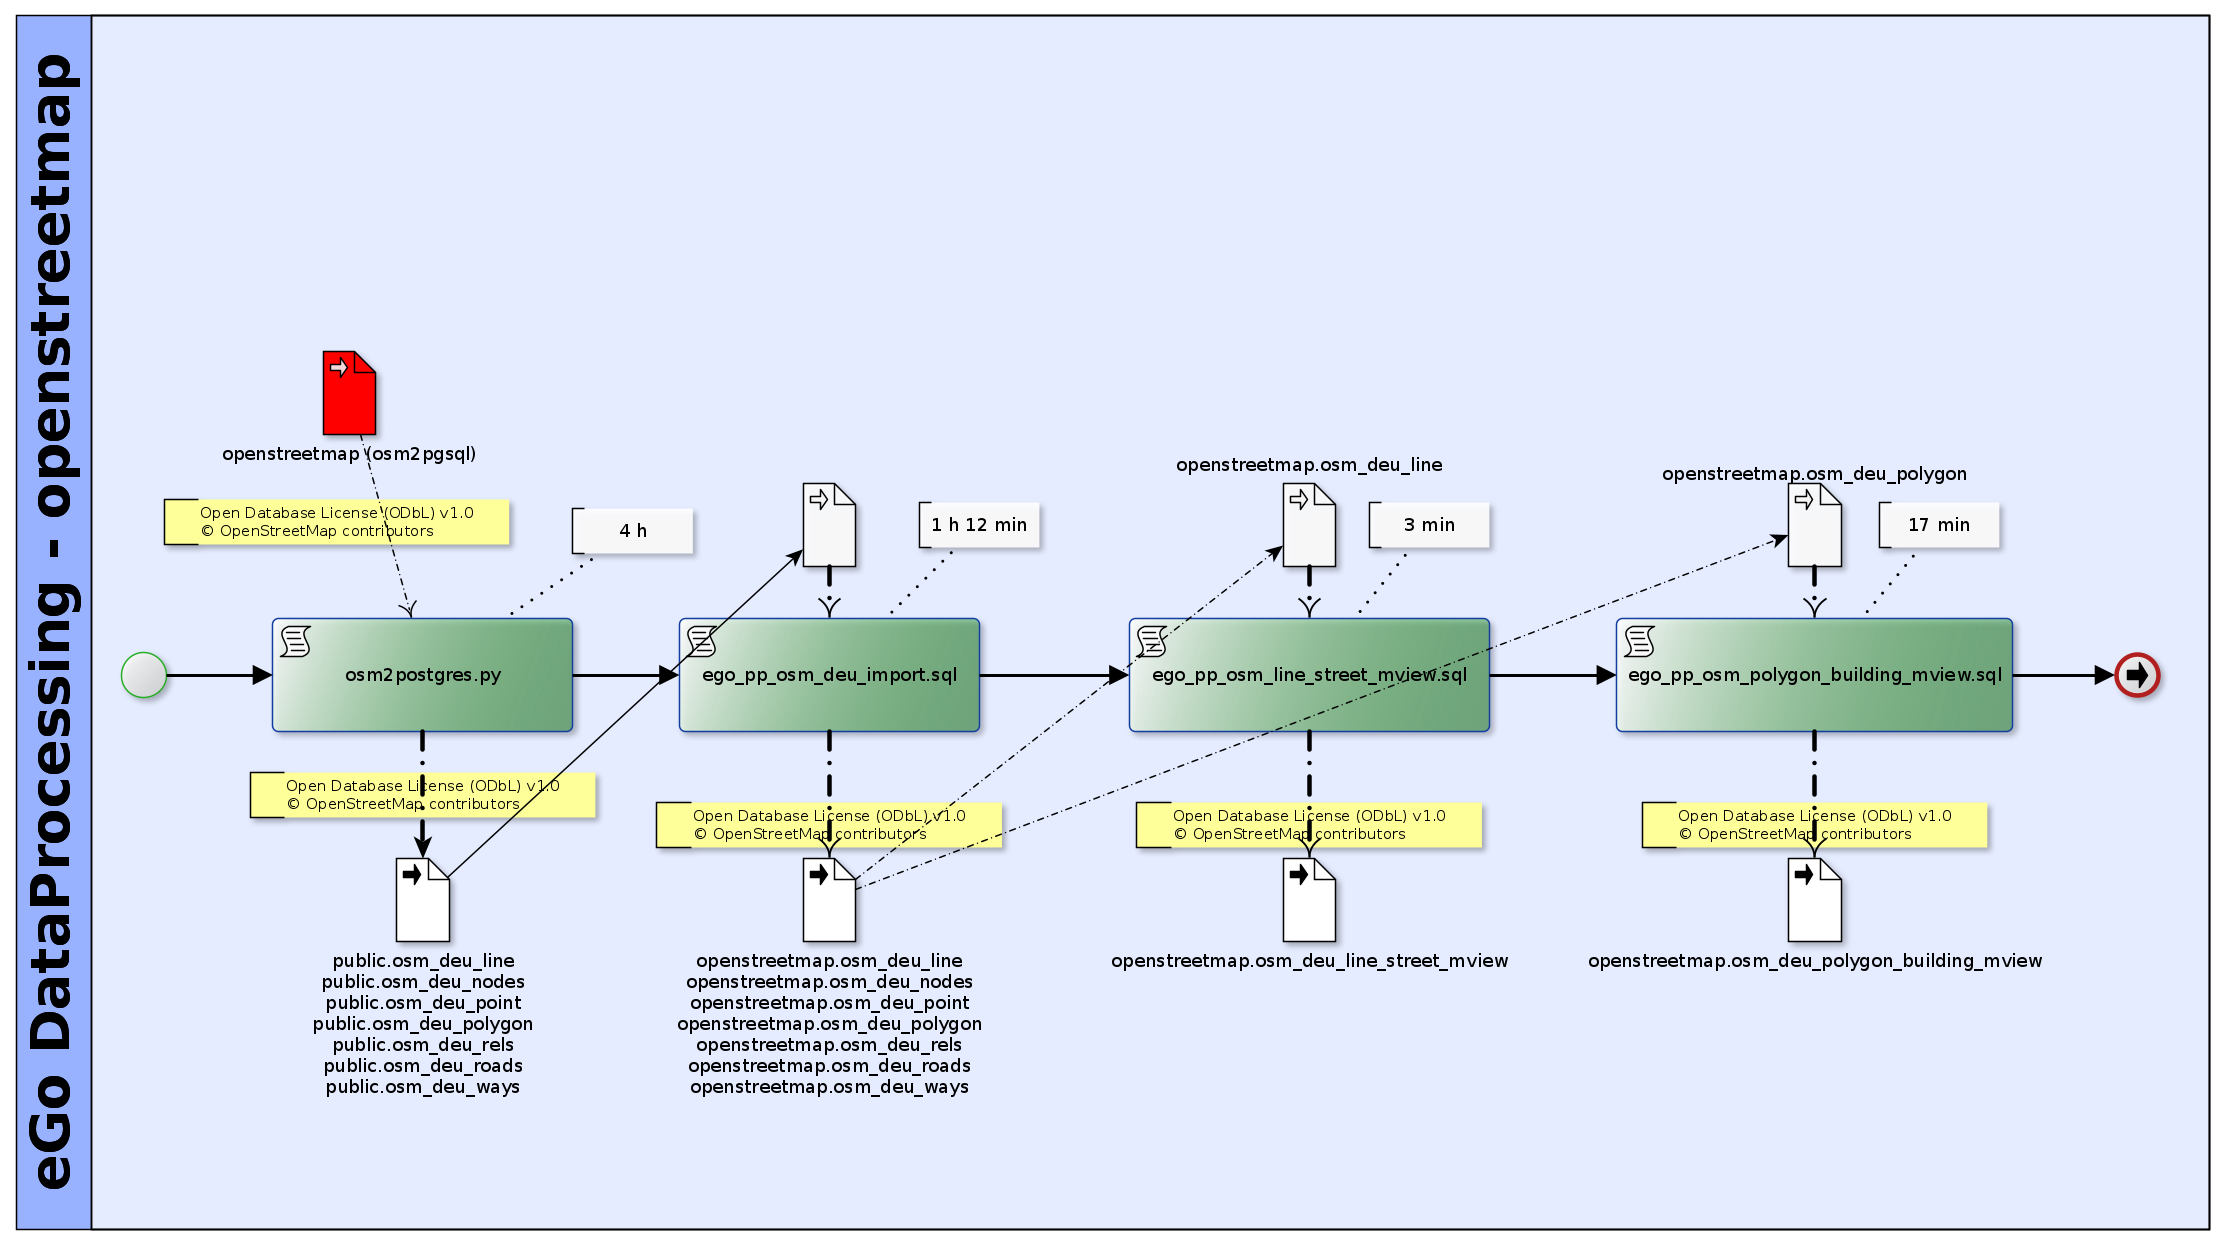 eGo DataProcessing - openstreetmap
openstreetmap (osm2pgsql)
Open Database License (ODbL) v1.0
© OpenStreetMap contributors
4 h
1 h 12 min
openstreetmap.osm_deu_line
3 min
openstreetmap.osm_deu_polygon
17 min
osm2postgres.py
ego_pp_osm_deu_import.sql
ego_pp_osm_line_street_mview.sql
ego_pp_osm_polygon_building_mview.sql
Open Database License (ODbL) v1.0
© OpenStreetMap contributors
Open Database License (ODbL) v1.0
© OpenStreetMap contributors
Open Database License (ODbL) v1.0
© OpenStreetMap contributors
Open Database License (ODbL) v1.0
© OpenStreetMap contributors
public.osm_deu_line
public.osm_deu_nodes
public.osm_deu_point
public.osm_deu_polygon
public.osm_deu_rels
public.osm_deu_roads
public.osm_deu_ways
openstreetmap.osm_deu_line
openstreetmap.osm_deu_nodes
openstreetmap.osm_deu_point
openstreetmap.osm_deu_polygon
openstreetmap.osm_deu_rels
openstreetmap.osm_deu_roads
openstreetmap.osm_deu_ways
openstreetmap.osm_deu_line_street_mview
openstreetmap.osm_deu_polygon_building_mview